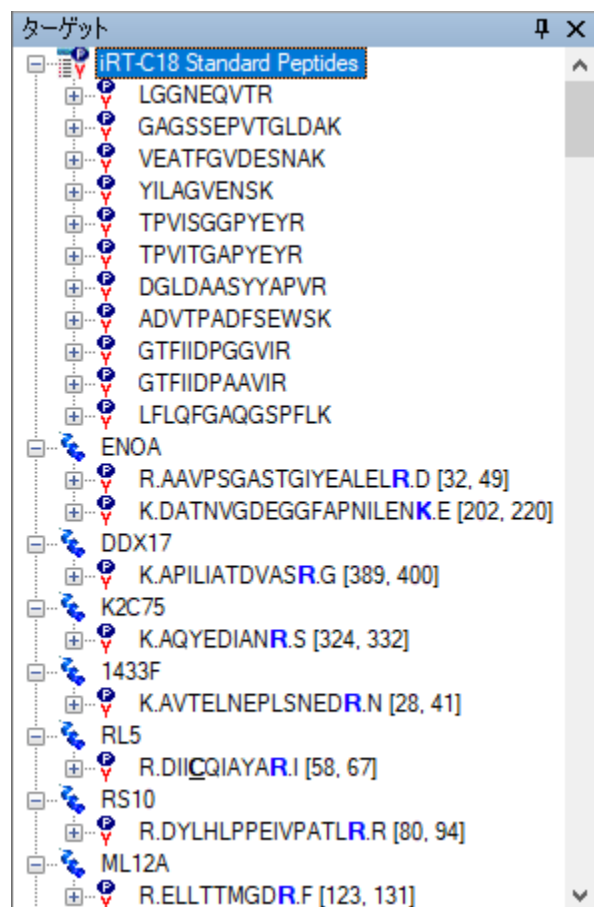 ターゲット
iRT-C18 Standard Peptides
LGGNEQVTR
GAGSSEPVTGLDAK
VEATFGVDESNAK
YILAGVENSK
TPVISGGPYEYR
TPVITGAPYEYR
DGLDAASYYAPVR
ADVTPADFSEWSK
GTFIIDPGGVIR
GTFIIDPAAVIR
LFLQFGAQGSPFLK
ENOA
R.AAVPSGASTGIYEALELR.D [32, 49]
K.DATNVGDEGGFAPNILENK.E [202, 220]
DDX17
K.APILIATDVASR.G [389, 400]
K2C75
K.AQYEDIANR.S [324, 332]
1433F
K.AVTELNEPLSNEDR.N [28, 41]
RL5
R.DIICQIAYAR.I [58, 67]
RS10
R.DYLHLPPEIVPATLR.R [80, 94]
ML12A
R.ELLTTMGDR.F [123, 131]